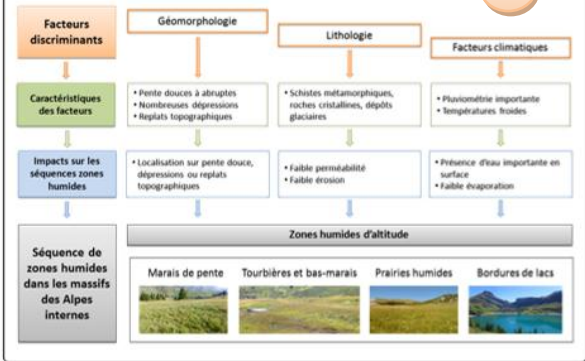 Facteurs
discriminants
Géomorphologie
Lithologie
Facteurs climatiques
Caractéristiques
des facteurs
• Pente douces à abruptes
• Nombreuses dépressions
• Replats topographiques
• Schistes métamorphiques,
roches cristallines, dépôts
glaciaires
• Pluviométrie importante
• Températures froides
Impacts sur les
séquences zones
humides
• Localisation sur pente douce,
dépressions ou replats
topographiques
• Faible perméabilité
• Faible érosion
• Présence d'eau importante en
surface
• Faible évaporation
Séquence de
zones humides
dans les massifs
des Alpes
internes
Zones humides d'altitude
Marais de pente
Tourbières et bas-marais
Prairies humides
Bordures de lacs